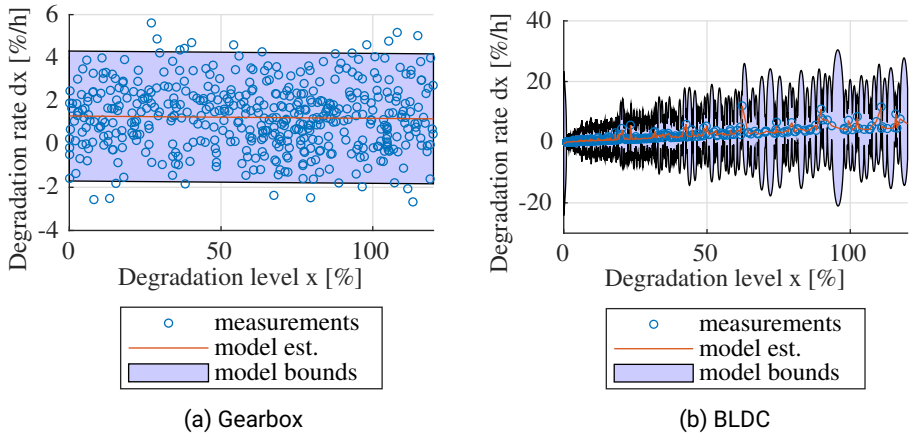 Degradation rate dx [%/h]
6
4
2
0
-2
-4
0
50
100
Degradation level x [%]
measurements
model est.
model bounds
(a) Gearbox
Degradation rate dx [%/h]
40
20
0
-20
0
50
100
Degradation level x [%]
measurements
model est.
model bounds
(b) BLDC